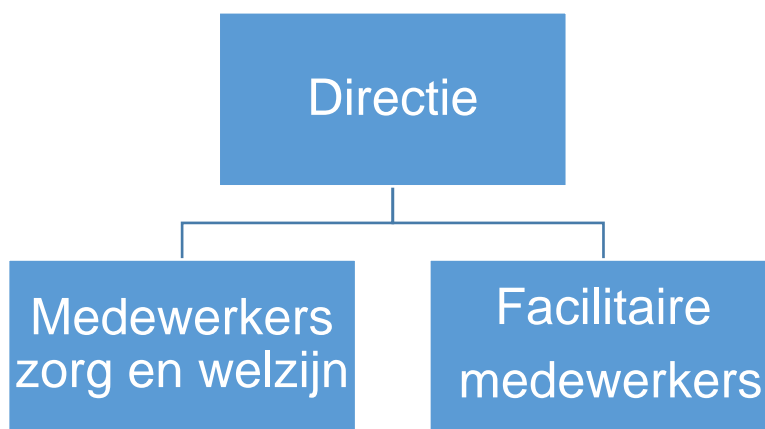 Directie
Medewerkers
zorg en welzijn
Facilitaire
medewerkers